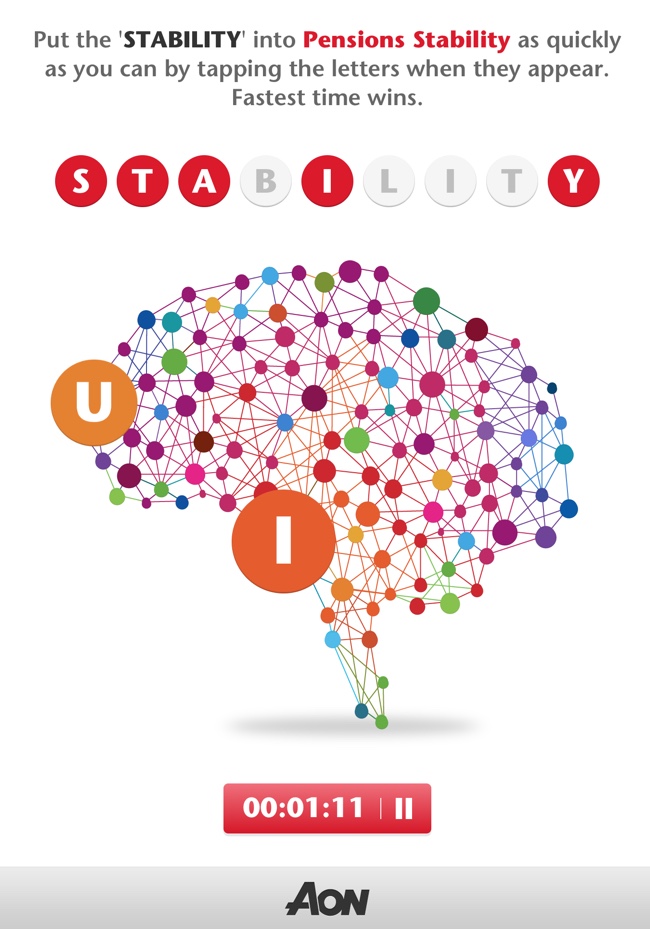 Put the 'STABILITY' into Pensions Stability as quickly
as you can by tapping the letters when they appear.
Fastest time wins.
S T A B I L I T Y
U
I
00:01:11
AON